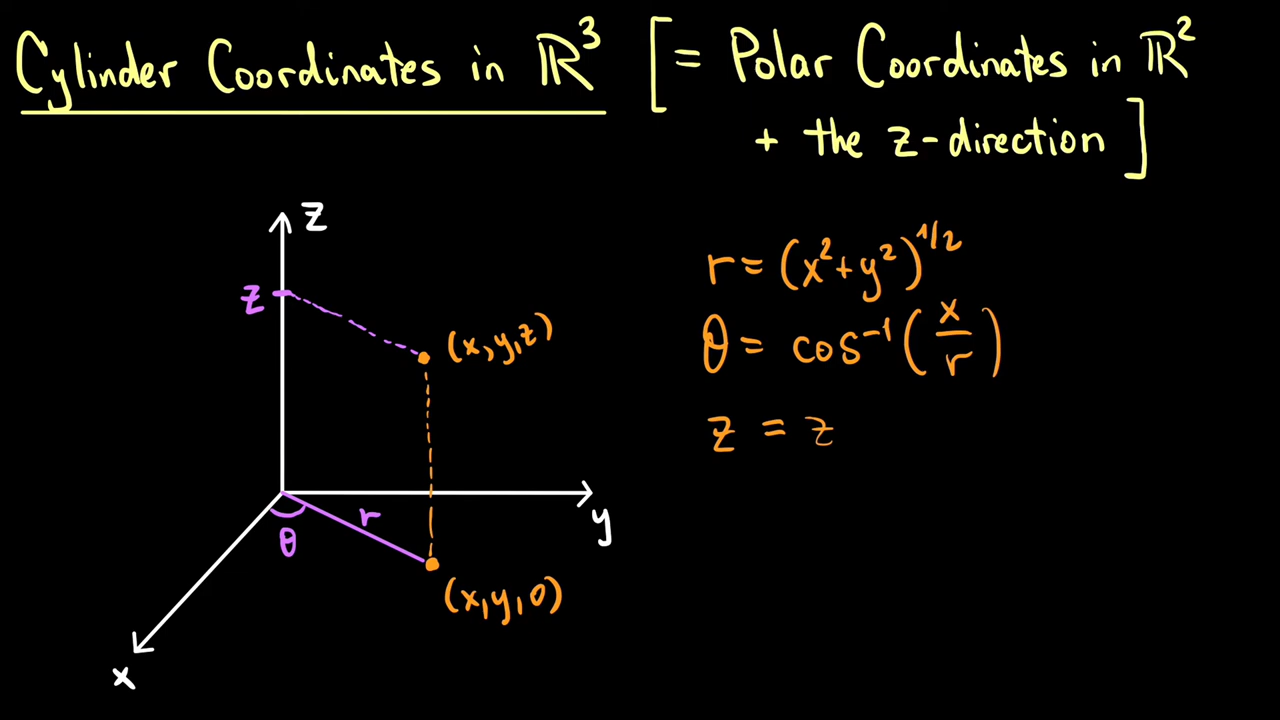 Cylinder Coordinates in ℝ³ [= Polar Coordinates in ℝ²
+ the z-direction]
z
z
(x,y,z)
y
r
θ
(x,y,0)
x
r = (x²+y²)^1/2
θ = cos⁻¹(x/r)
z = z